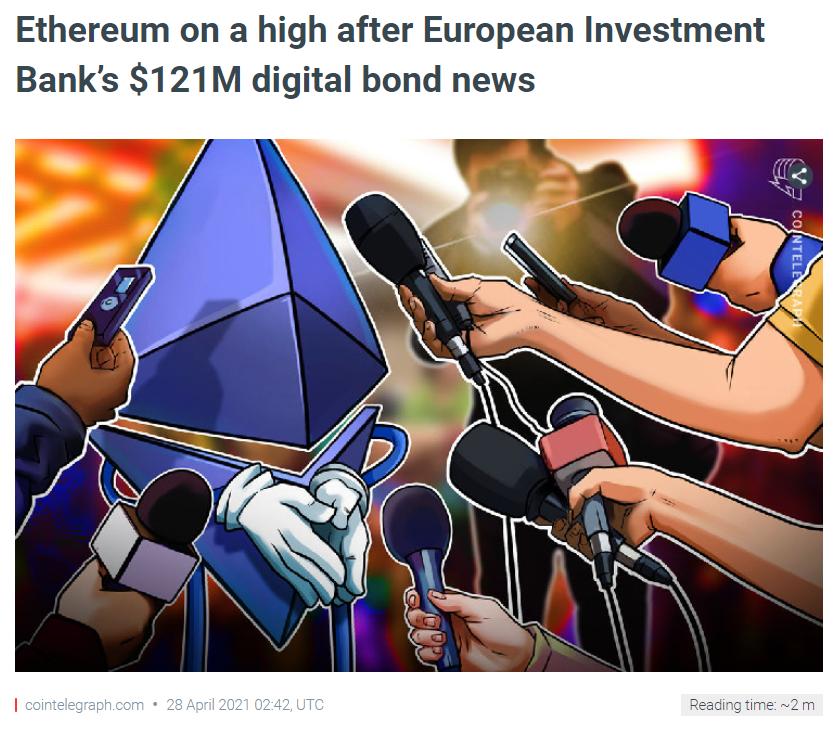 Ethereum on a high after European Investment
Bank’s $121M digital bond news
COINTELEGRAPH
cointelegraph.com • 28 April 2021 02:42, UTC
Reading time: ~2 m